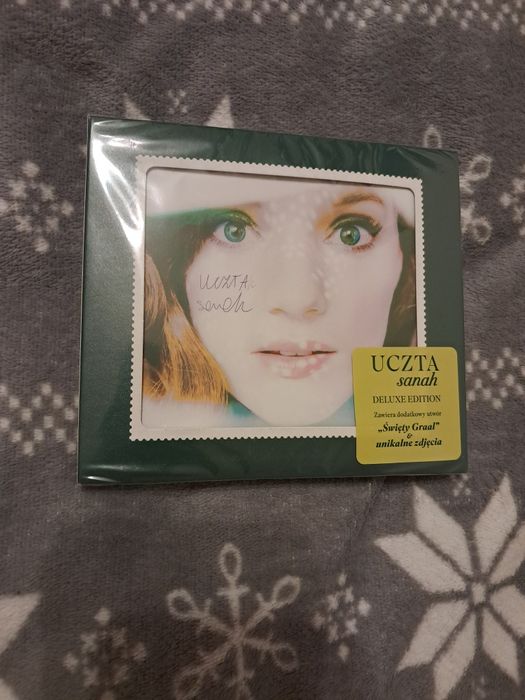 UCZTA
sanah
UCZTA
sanah
DELUXE EDITION
Zawiera dodatkowy utwór
„Święty Graal”
&
unikalne zdjęcia